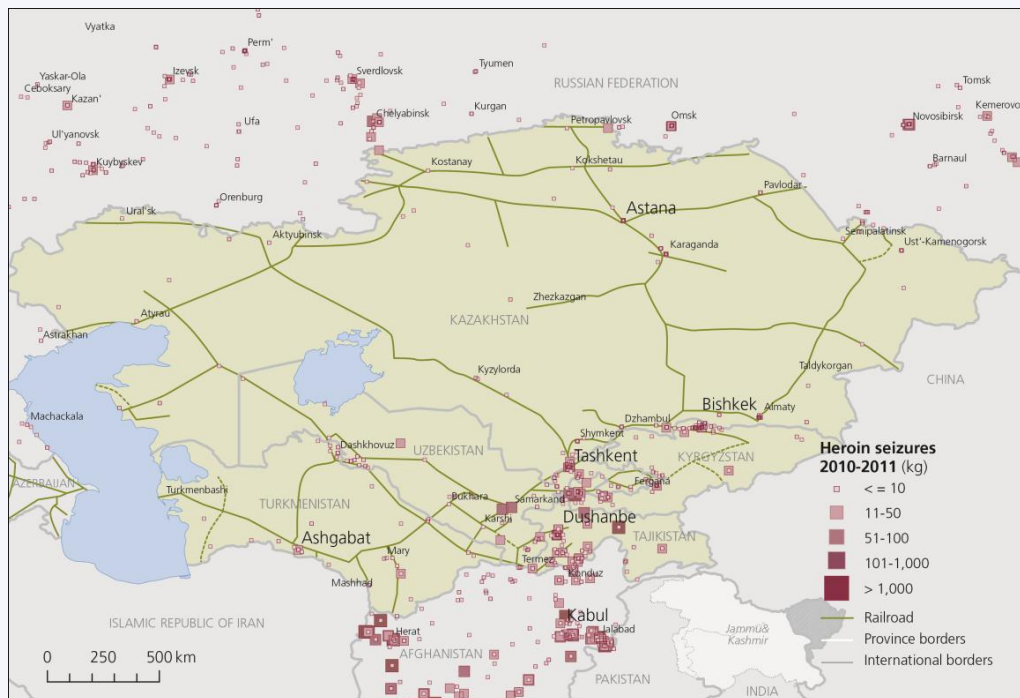 Vyatka
Perm'
Yaskar-Ola
Ceboksary
Izevsk
Sverdlovsk
Tyumen
RUSSIAN FEDERATION
Tomsk
Kazan'
Kemerovo
Chelyabinsk
Kurgan
Ul'yanovsk
Ufa
Petropavlovsk
Omsk
Novosibirsk
Kuybyskev
Kostanay
Kokshetau
Barnaul
Orenburg
Pavlodar
Ural'sk
Astana
Aktyubinsk
Semipalatinsk
Karaganda
Ust'-Kamenogorsk
Zhezkazgan
Atyrau
KAZAKHSTAN
Astrakhan
Taldykorgan
Kyzylorda
CHINA
Bishkek
Almaty
Machackala
Dzhambul
Shymkent
Dashkhovuz
UZBEKISTAN
Tashkent
KYRGYZSTAN
AZERBAIJAN
Turkmenbashi
TURKMENISTAN
Bukhara
Samarkand
Fergana
Karshi
Dushanbe
Ashgabat
TAJIKISTAN
Mary
Termez
Mashhad
Konduz
ISLAMIC REPUBLIC OF IRAN
Kabul
Herat
Jalabad
AFGHANISTAN
Jammu&
Kashmir
PAKISTAN
INDIA
Heroin seizures
2010-2011 (kg)
< = 10
11-50
51-100
101-1,000
> 1,000
Railroad
Province borders
International borders
0 250 500 km